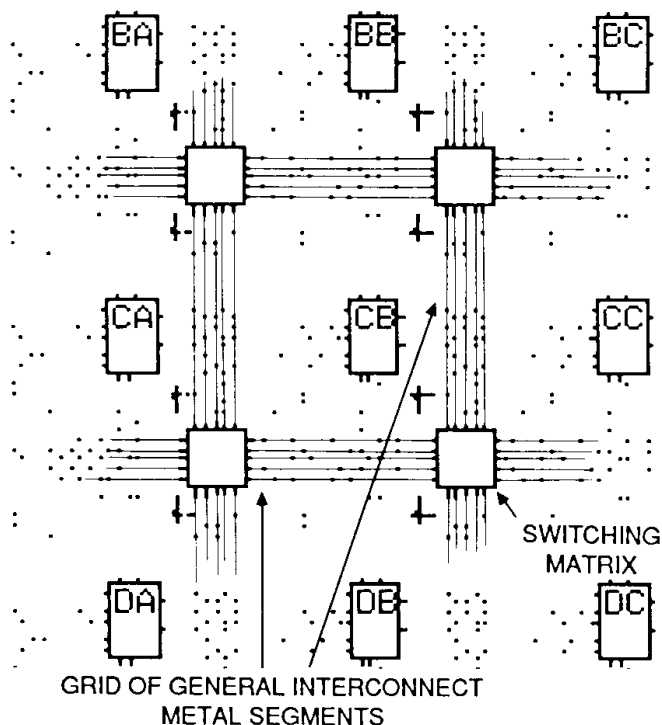 BA BB BC
CA CB CC
SWITCHING
MATRIX
DA DB DC
GRID OF GENERAL INTERCONNECT
METAL SEGMENTS